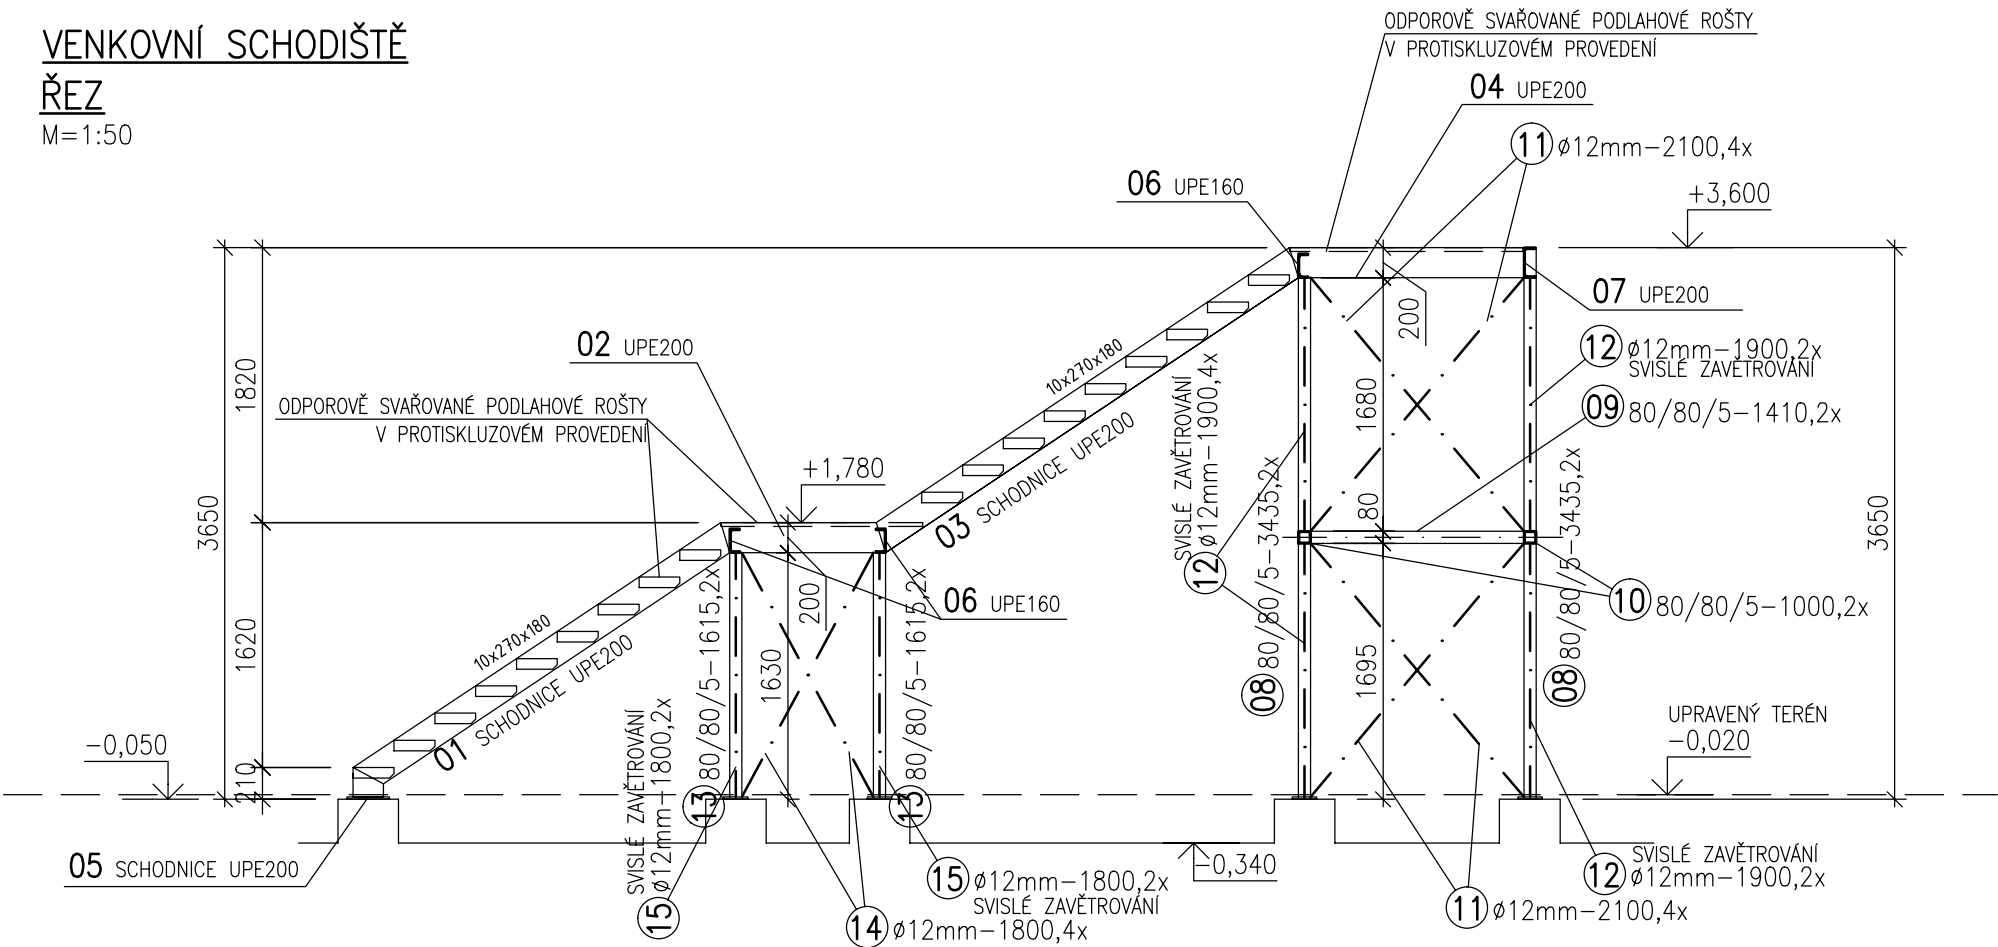 VENKOVNÍ SCHODIŠTĚ
ŘEZ
M=1:50
ODPOROVĚ SVAŘOVANÉ PODLAHOVÉ ROŠTY
V PROTISKLUZOVÉM PROVEDENÍ
04 UPE200
11 ø12mm-2100,4x
06 UPE160
+3,600
07 UPE200
200
02 UPE200
12 ø12mm-1900,2x
SVISLÉ ZAVĚTROVÁNÍ
09 80/80/5-1410,2x
10x270x180
1820
1680
ODPOROVĚ SVAŘOVANÉ PODLAHOVÉ ROŠTY
V PROTISKLUZOVÉM PROVEDENÍ
+1,780
03 SCHODNICE UPE200
SVISLÉ ZAVĚTROVÁNÍ
12 ø12mm-1900,4x
80
3650
3650
08 80/80/5-3435,2x
08 80/80/5-3435,2x
10 80/80/5-1000,2x
06 UPE160
200
1620
10x270x180
01 SCHODNICE UPE200
1630
1695
13 80/80/5-1615,2x
13 80/80/5-1615,2x
SVISLÉ ZAVĚTROVÁNÍ
15 ø12mm-1800,2x
UPRAVENÝ TERÉN
-0,020
-0,050
210
05 SCHODNICE UPE200
-0,340
15 ø12mm-1800,2x
SVISLÉ ZAVĚTROVÁNÍ
14 ø12mm-1800,4x
SVISLÉ ZAVĚTROVÁNÍ
12 ø12mm-1900,2x
11 ø12mm-2100,4x